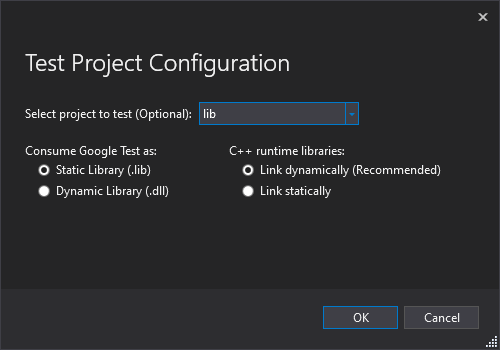 Test Project Configuration
Select project to test (Optional): lib
Consume Google Test as: C++ runtime libraries:
Static Library (.lib) Link dynamically (Recommended)
Dynamic Library (.dll) Link statically
OK Cancel